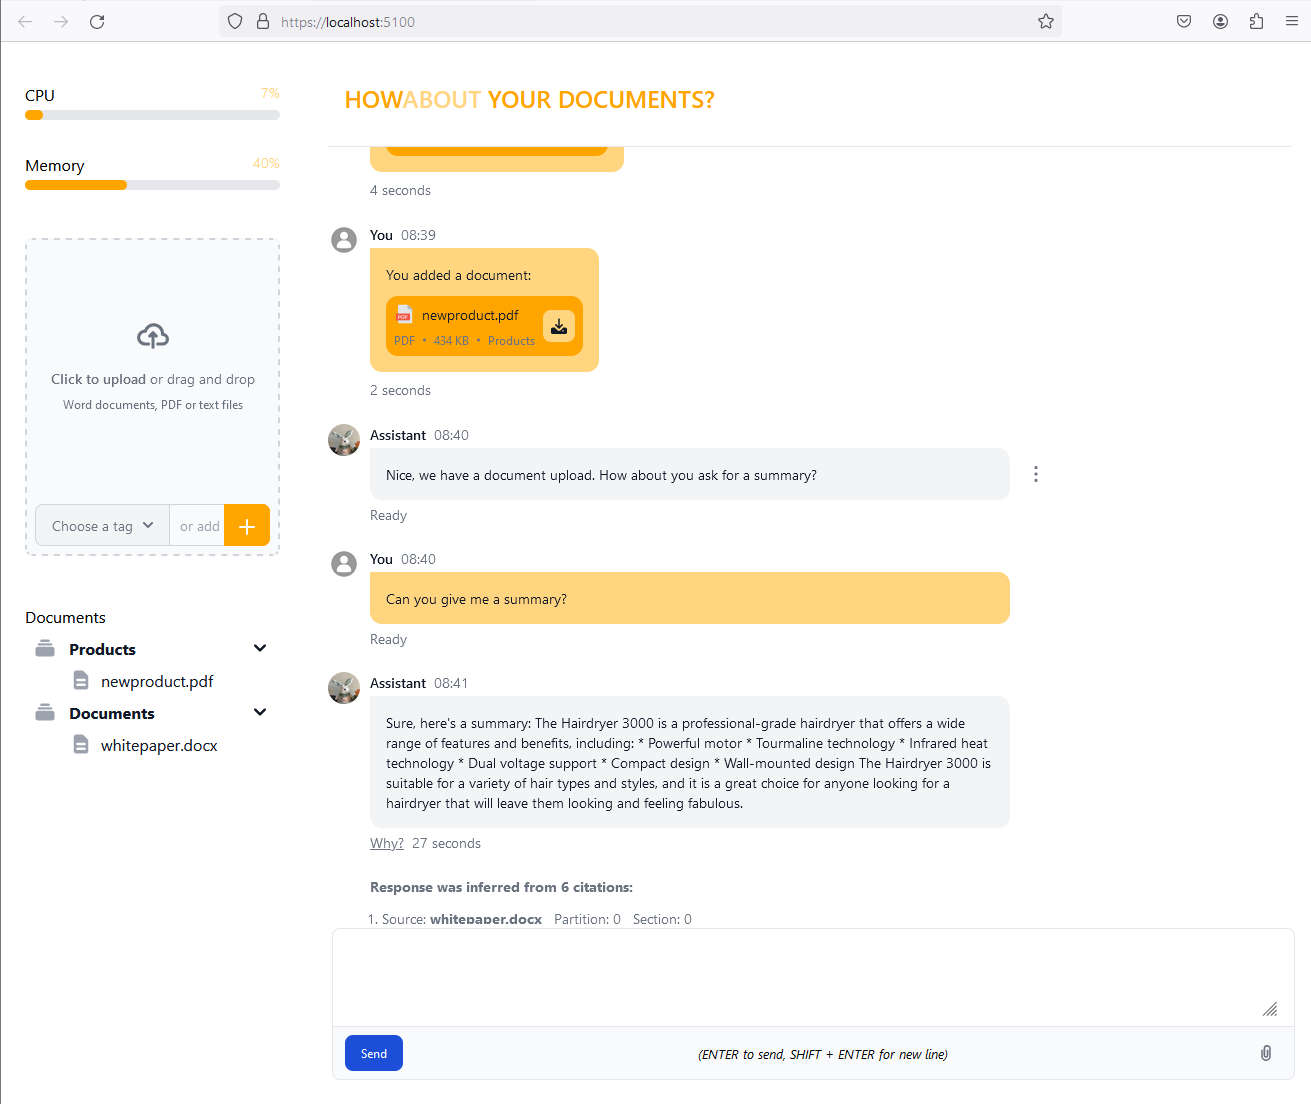 https://localhost:5100
CPU 7%
Memory 40%
Click to upload or drag and drop
Word documents, PDF or text files
Choose a tag or add
Documents
Products
newproduct.pdf
Documents
whitepaper.docx
HOWABOUT YOUR DOCUMENTS?
4 seconds
You 08:39
You added a document:
PDF newproduct.pdf
PDF • 434 KB • Products
2 seconds
Assistant 08:40
Nice, we have a document upload. How about you ask for a summary?
Ready
You 08:40
Can you give me a summary?
Ready
Assistant 08:41
Sure, here's a summary: The Hairdryer 3000 is a professional-grade hairdryer that offers a wide
range of features and benefits, including: * Powerful motor * Tourmaline technology * Infrared heat
technology * Dual voltage support * Compact design * Wall-mounted design The Hairdryer 3000 is
suitable for a variety of hair types and styles, and it is a great choice for anyone looking for a
hairdryer that will leave them looking and feeling fabulous.
Why? 27 seconds
Response was inferred from 6 citations:
1. Source: whitepaper.docx Partition: 0 Section: 0
Send (ENTER to send, SHIFT + ENTER for new line)